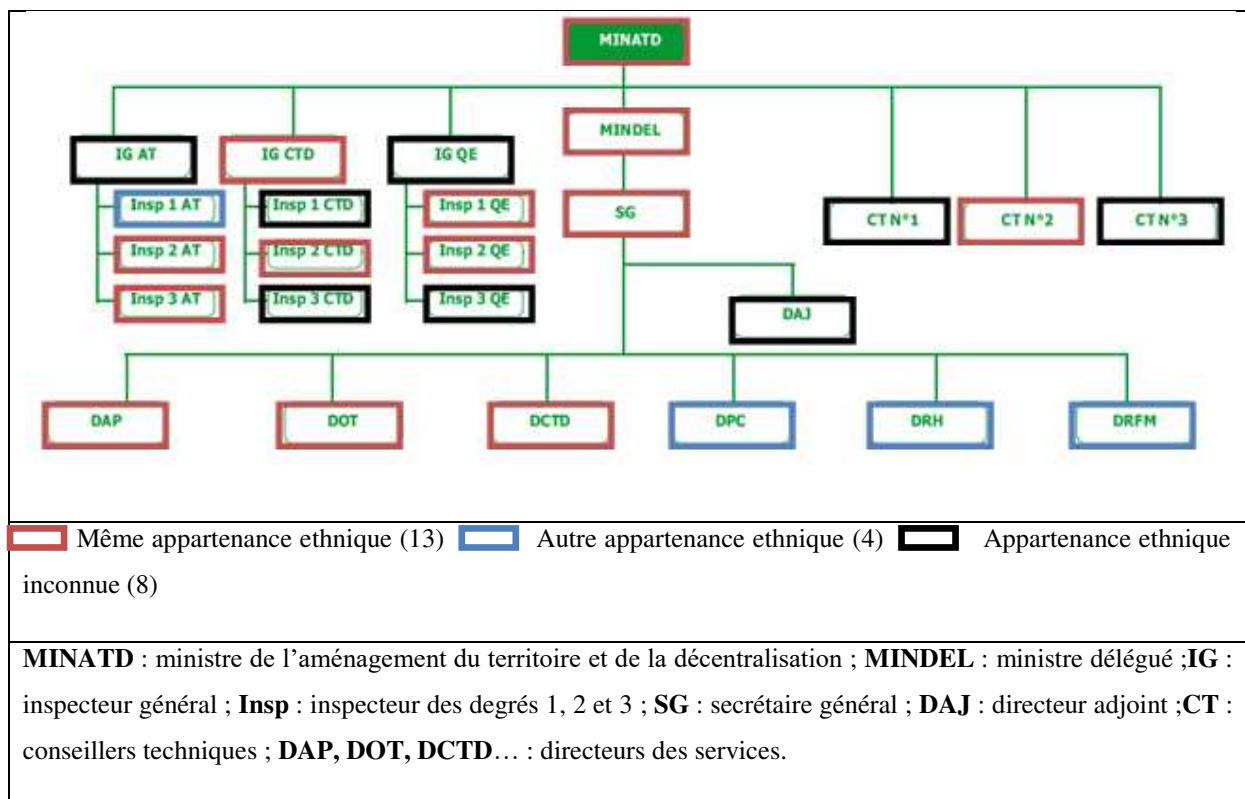 MINATD
MINDEL
IG AT
IG CTD
IG QE
Insp 1 AT
Insp 1 CTD
Insp 1 QE
SG
CT N°1
CT N°2
CT N°3
Insp 2 AT
Insp 2 CTD
Insp 2 QE
Insp 3 AT
Insp 3 CTD
Insp 3 QE
DAJ
DAP
DOT
DCTD
DPC
DRH
DRFM
Même appartenance ethnique (13) Autre appartenance ethnique (4) Appartenance ethnique
inconnue (8)
MINATD : ministre de l’aménagement du territoire et de la décentralisation ; MINDEL : ministre délégué ;IG :
inspecteur général ; Insp : inspecteur des degrés 1, 2 et 3 ; SG : secrétaire général ; DAJ : directeur adjoint ;CT :
conseillers techniques ; DAP, DOT, DCTD… : directeurs des services.